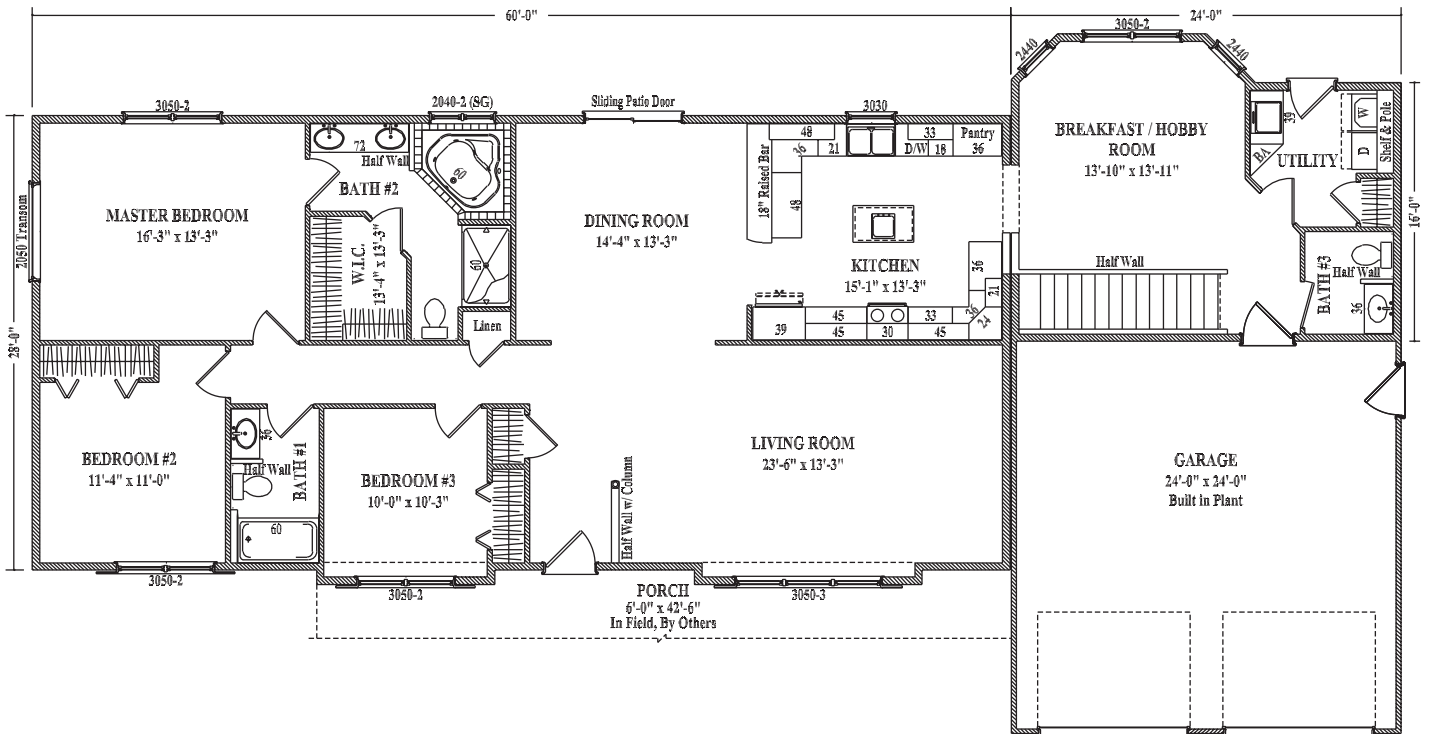 60'-0"
24'-0"
3050-2
2440
2440
3050-2
2040-2 (SG)
Sliding Patio Door
3030
72
Half Wall
60
48
36
21
D/W
33
18
Pantry
36
BREAKFAST / HOBBY
ROOM
13'-10" x 13'-11"
39
BA
UTILITY
W
D
Shelf & Pole
16'-0"
2050 Transom
MASTER BEDROOM
16'-3" x 13'-3"
BATH #2
W.I.C.
13'-4" x 13'-3"
60
Linen
DINING ROOM
14'-4" x 13'-3"
18" Raised Bar
48
KITCHEN
15'-1" x 13'-3"
36
21
36
24
39
45
45
30
33
45
Half Wall
BATH #3
Half Wall
36
28'-0"
BEDROOM #2
11'-4" x 11'-0"
36
Half Wall
BATH #1
60
BEDROOM #3
10'-0" x 10'-3"
Half Wall w/ Column
LIVING ROOM
23'-6" x 13'-3"
GARAGE
24'-0" x 24'-0"
Built in Plant
3050-2
3050-2
PORCH
6'-0" x 42'-6"
In Field, By Others
3050-3